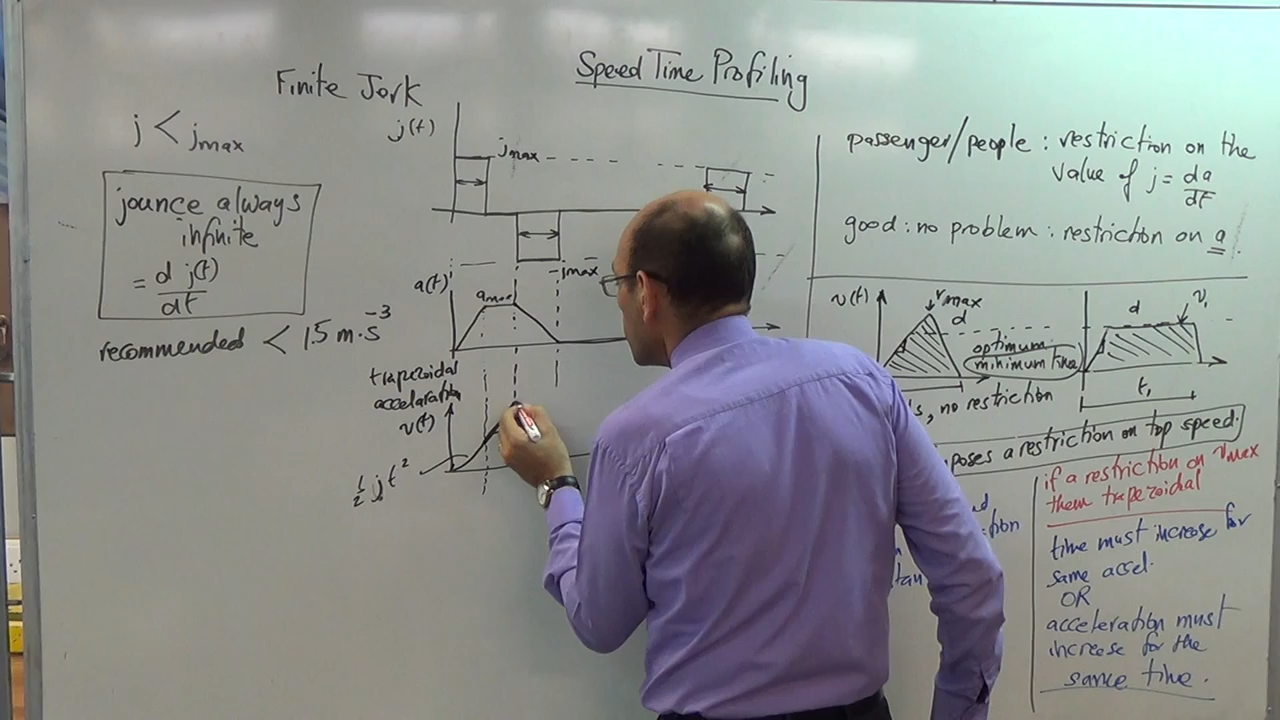 Speed Time Profiling
Finite Jerk
j < jmax
jounce always
infinite
= d j(t)
dt
recommended < 1.5 m·s⁻³
j(t)
jmax
-jmax
a(t)
amax
trapezoidal
acceleration
v(t)
½ jt²
passenger/people : restriction on the
value of j = da
dt
good : no problem : restriction on a
v(t)
vmax
d
optimum
minimum time
d
v₁
t₁
's, no restriction
poses a restriction on top speed.
if a restriction on vmax
them trapezoidal
time must increase for
same accel.
OR
acceleration must
increase for the
same time.